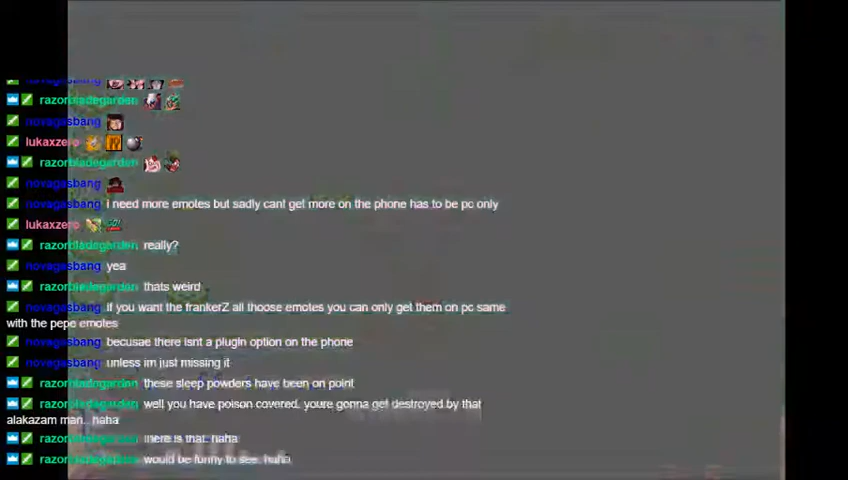 novagasbang
razorbladegarden
novagasbang
lukaxzero
razorbladegarden
novagasbang
novagasbang i need more emotes but sadly cant get more on the phone has to be pc only
lukaxzero
razorbladegarden really?
novagasbang yea
razorbladegarden thats weird
novagasbang if you want the frankerZ all thoose emotes you can only get them on pc same
with the pepe emotes
novagasbang becusae there isnt a plugin option on the phone
novagasbang unless im just missing it
razorbladegarden these sleep powders have been on point
razorbladegarden well you have poison covered. youre gonna get destroyed by that
alakazam man.. haha
razorbladegarden there is that. haha
razorbladegarden would be funny to see. haha